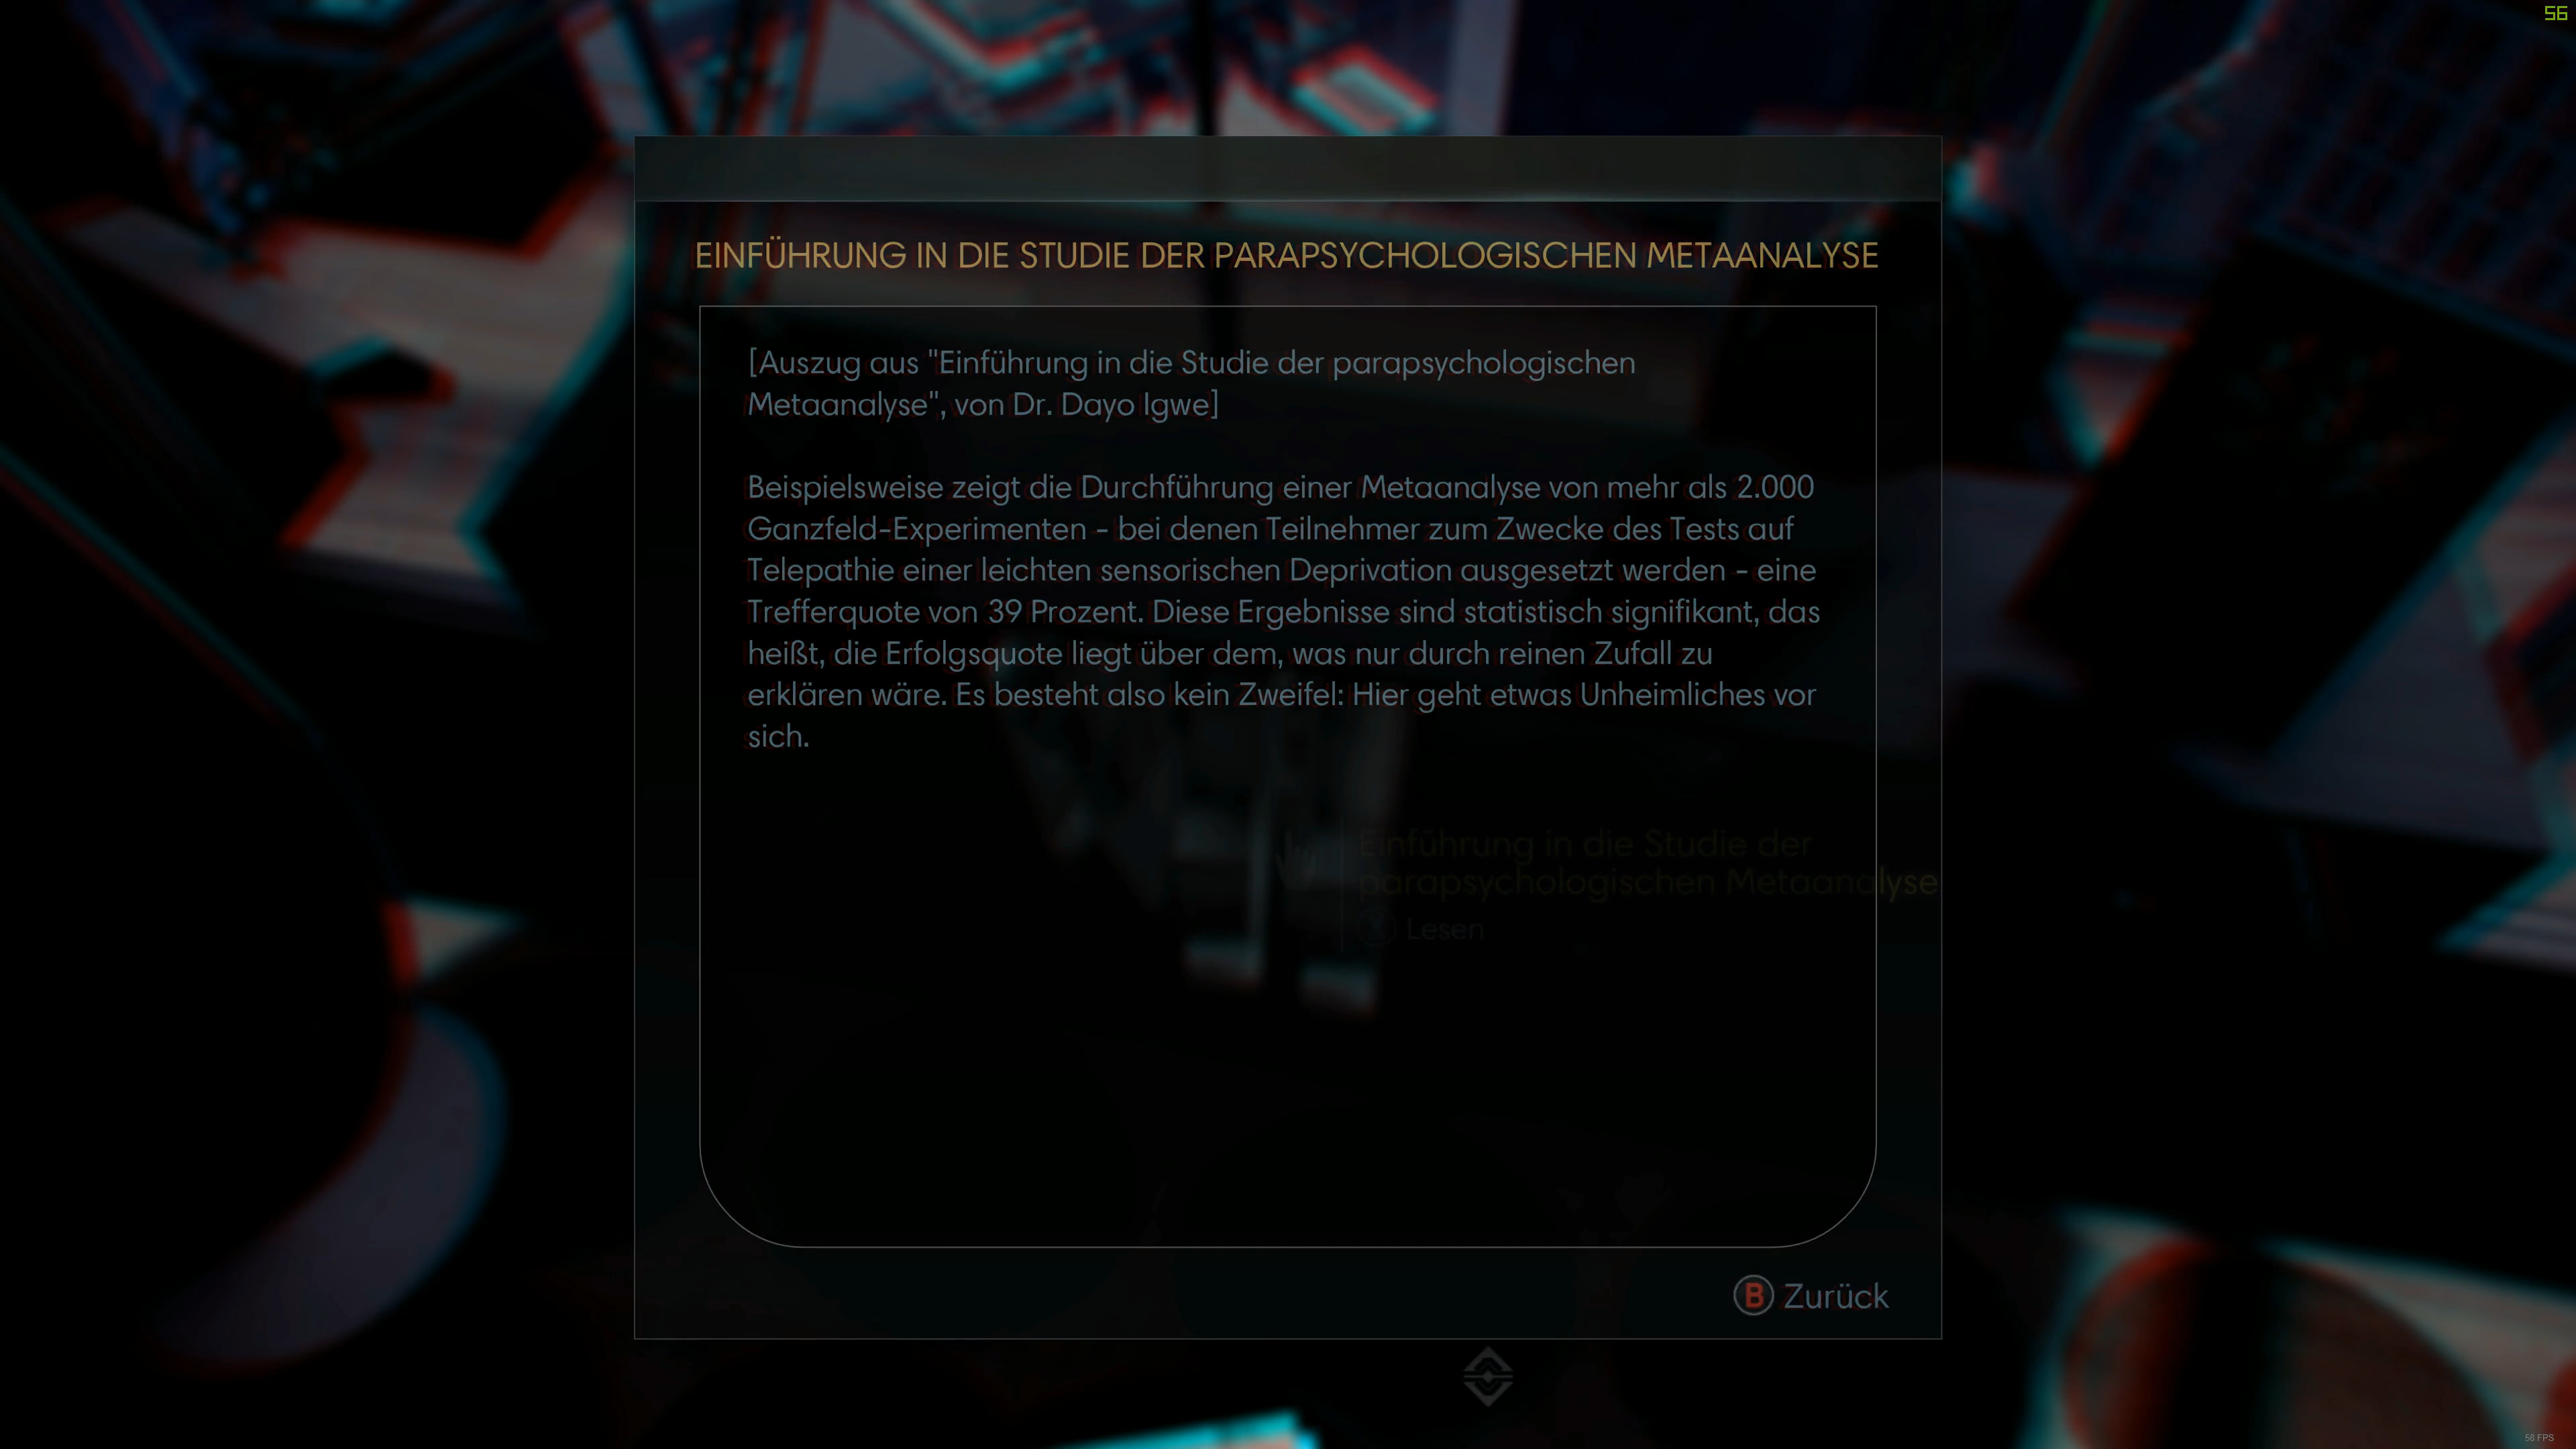 56
EINFÜHRUNG IN DIE STUDIE DER PARAPSYCHOLOGISCHEN METAANALYSE
[Auszug aus "Einführung in die Studie der parapsychologischen
Metaanalyse", von Dr. Dayo Igwe]
Beispielsweise zeigt die Durchführung einer Metaanalyse von mehr als 2.000
Ganzfeld-Experimenten - bei denen Teilnehmer zum Zwecke des Tests auf
Telepathie einer leichten sensorischen Deprivation ausgesetzt werden - eine
Trefferquote von 39 Prozent. Diese Ergebnisse sind statistisch signifikant, das
heißt, die Erfolgsquote liegt über dem, was nur durch reinen Zufall zu
erklären wäre. Es besteht also kein Zweifel: Hier geht etwas Unheimliches vor
sich.
Einführung in die Studie der
parapsychologischen Metaanalyse
X Lesen
B Zurück
58 FPS